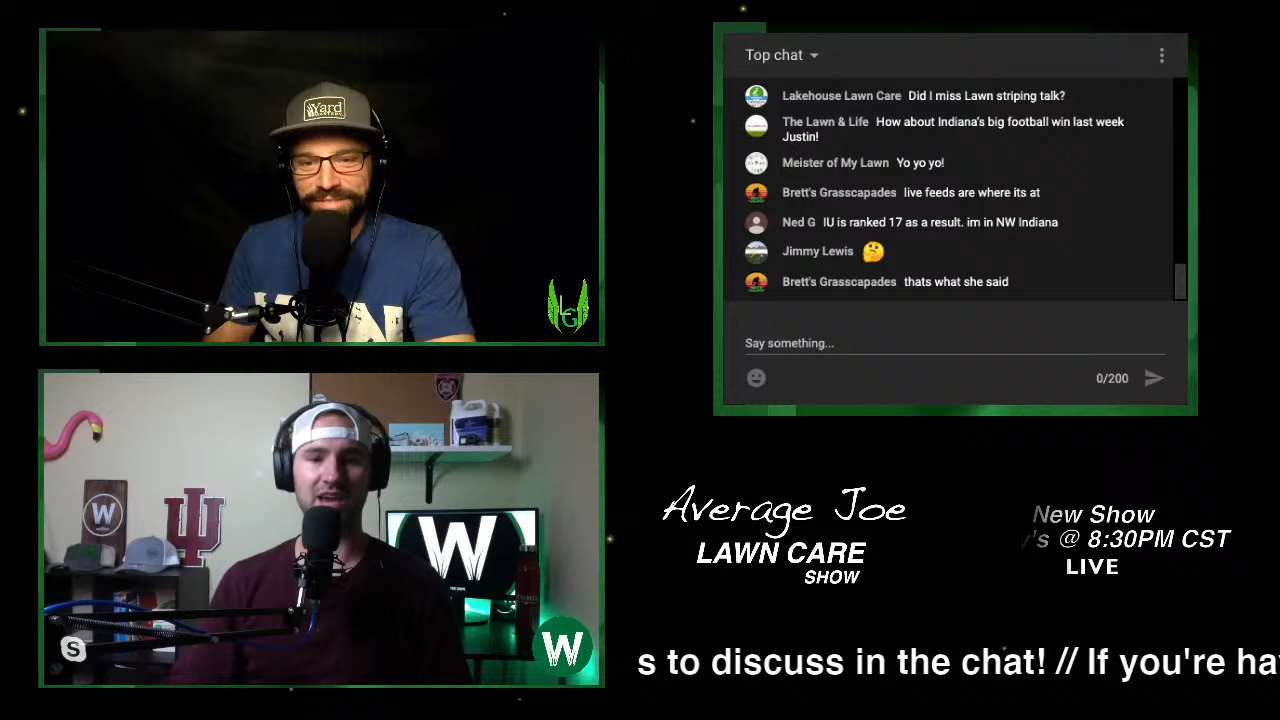 Yard
LG
W
W
W
S
W
Top chat
Lakehouse Lawn Care Did I miss Lawn striping talk?
The Lawn & Life How about Indiana's big football win last week
Justin!
Meister of My Lawn Yo yo yo!
Brett's Grasscapades live feeds are where its at
Ned G IU is ranked 17 as a result. im in NW Indiana
Jimmy Lewis 🤔
Brett's Grasscapades thats what she said
Say something...
0/200
Average Joe
LAWN CARE
SHOW
New Show
y's @ 8:30PM CST
LIVE
s to discuss in the chat! // If you're ha